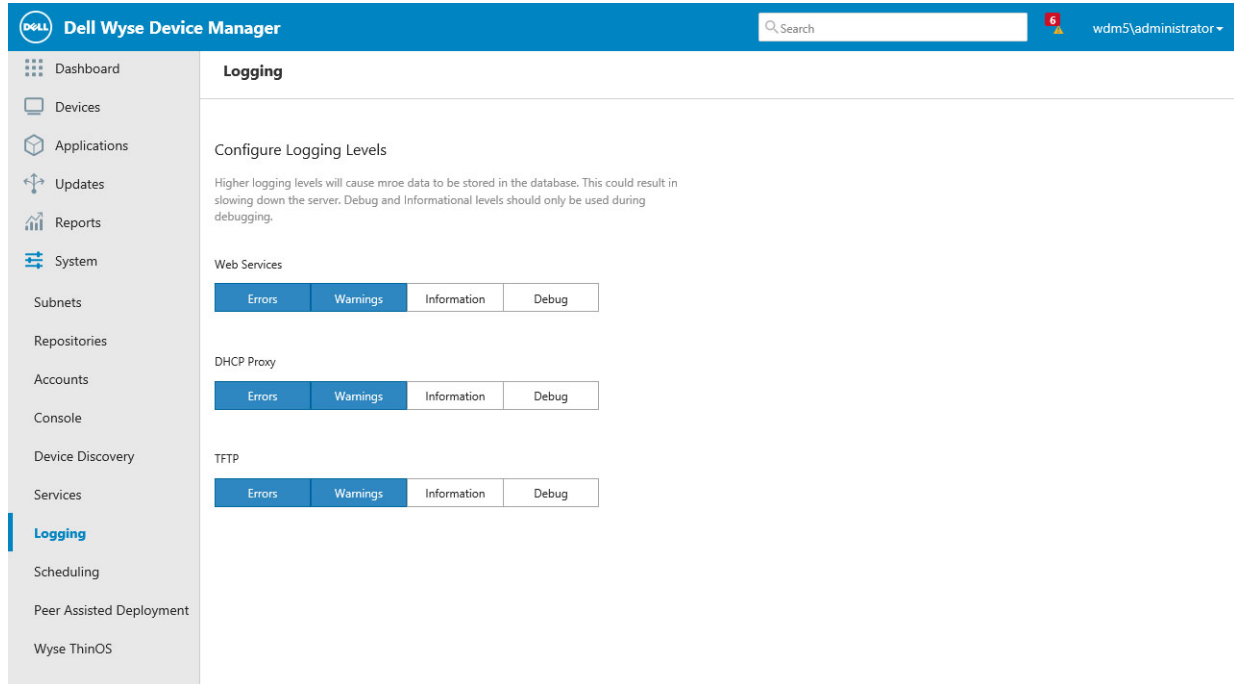 DELL
Dell Wyse Device Manager
Search
6
wdm5\administrator
Dashboard
Devices
Applications
Updates
Reports
System
Subnets
Repositories
Accounts
Console
Device Discovery
Services
Logging
Scheduling
Peer Assisted Deployment
Wyse ThinOS
Logging
Configure Logging Levels
Higher logging levels will cause mroe data to be stored in the database. This could result in
slowing down the server. Debug and Informational levels should only be used during
debugging.
Web Services
Errors Warnings Information Debug
DHCP Proxy
Errors Warnings Information Debug
TFTP
Errors Warnings Information Debug